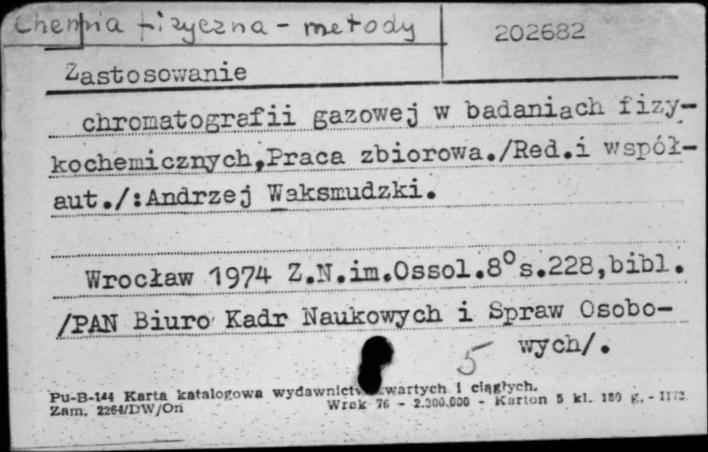 Chemia fizyczna - metody
202682
Zastosowanie
chromatografii gazowej w badaniach fizy-
kochemicznych,Praca zbiorowa./Red.i współ-
aut./:Andrzej Waksmudzki.
Wrocław 1974 Z.N.im.Ossol.8° s.228,bibl.
/PAN Biuro Kadr Naukowych i Spraw Osobo-
wych/.
5
Pu-B-144 Karta katalogowa wydawnictw zwartych i ciągłych.
Zam. 2264/DW/On Wrak 76 - 2.300.000 - Karton 5 kl. 180 g. -